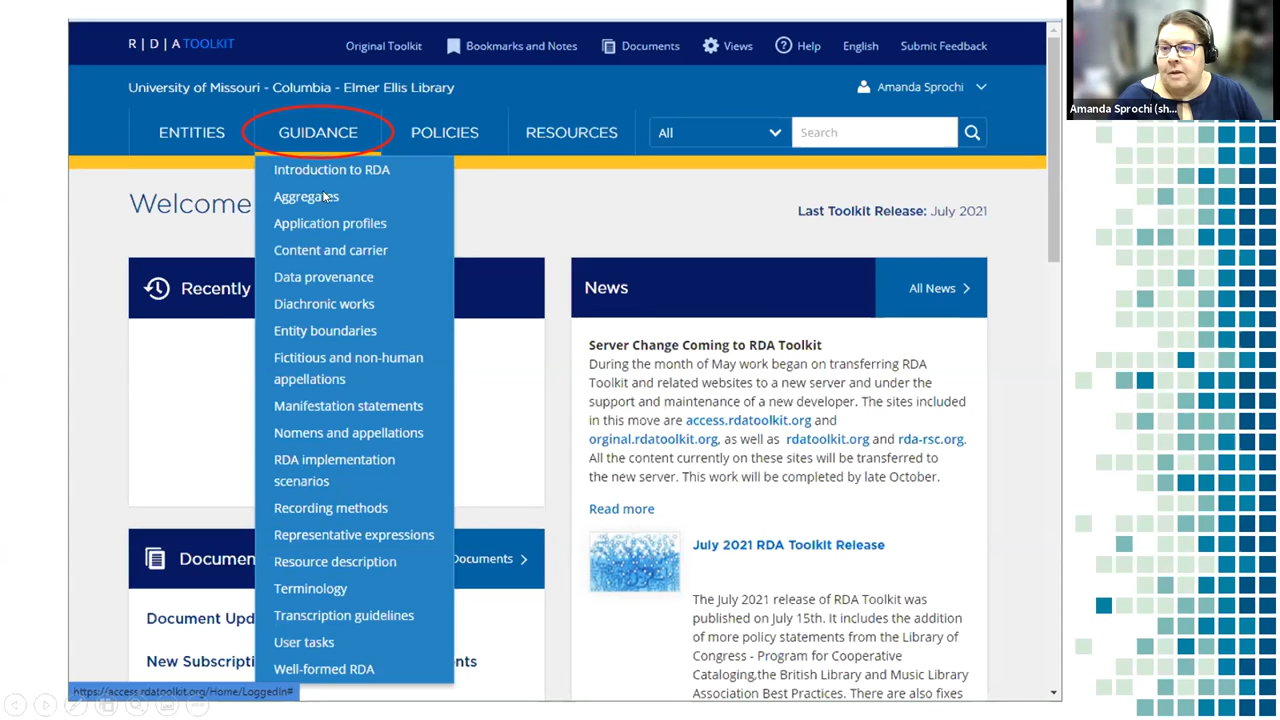 R | D | A TOOLKIT
Original Toolkit
Bookmarks and Notes
Documents
Views
Help
English
Submit Feedback
University of Missouri - Columbia - Elmer Ellis Library
Amanda Sprochi
Amanda Sprochi (sh...
ENTITIES
GUIDANCE
POLICIES
RESOURCES
All
Search
Introduction to RDA
Aggregates
Application profiles
Content and carrier
Data provenance
Diachronic works
Entity boundaries
Fictitious and non-human
appellations
Manifestation statements
Nomens and appellations
RDA implementation
scenarios
Recording methods
Representative expressions
Resource description
Terminology
Transcription guidelines
User tasks
Well-formed RDA
Welcome
Last Toolkit Release: July 2021
Recently
News
All News
Server Change Coming to RDA Toolkit
During the month of May work began on transferring RDA
Toolkit and related websites to a new server and under the
support and maintenance of a new developer. The sites included
in this move are access.rdatoolkit.org and
orginal.rdatoolkit.org, as well as rdatoolkit.org and rda-rsc.org.
All the content currently on these sites will be transferred to
the new server. This work will be completed by late October.
Read more
July 2021 RDA Toolkit Release
The July 2021 release of RDA Toolkit was
published on July 15th. It includes the addition
of more policy statements from the Library of
Congress - Program for Cooperative
Cataloging,the British Library and Music Library
Association Best Practices. There are also fixes
Documen
Documents
Document Upd
New Subscripti
ents
https://access.rdatoolkit.org/Home/LoggedIn#